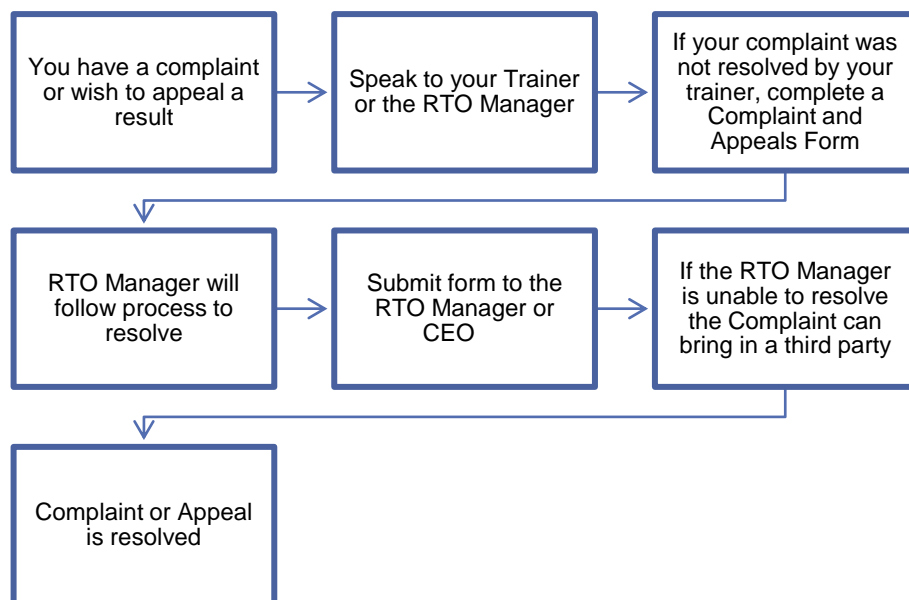 You have a complaint
or wish to appeal a
result
Speak to your Trainer
or the RTO Manager
If your complaint was
not resolved by your
trainer, complete a
Complaint and
Appeals Form
RTO Manager will
follow process to
resolve
Submit form to the
RTO Manager or
CEO
If the RTO Manager
is unable to resolve
the Complaint can
bring in a third party
Complaint or Appeal
is resolved